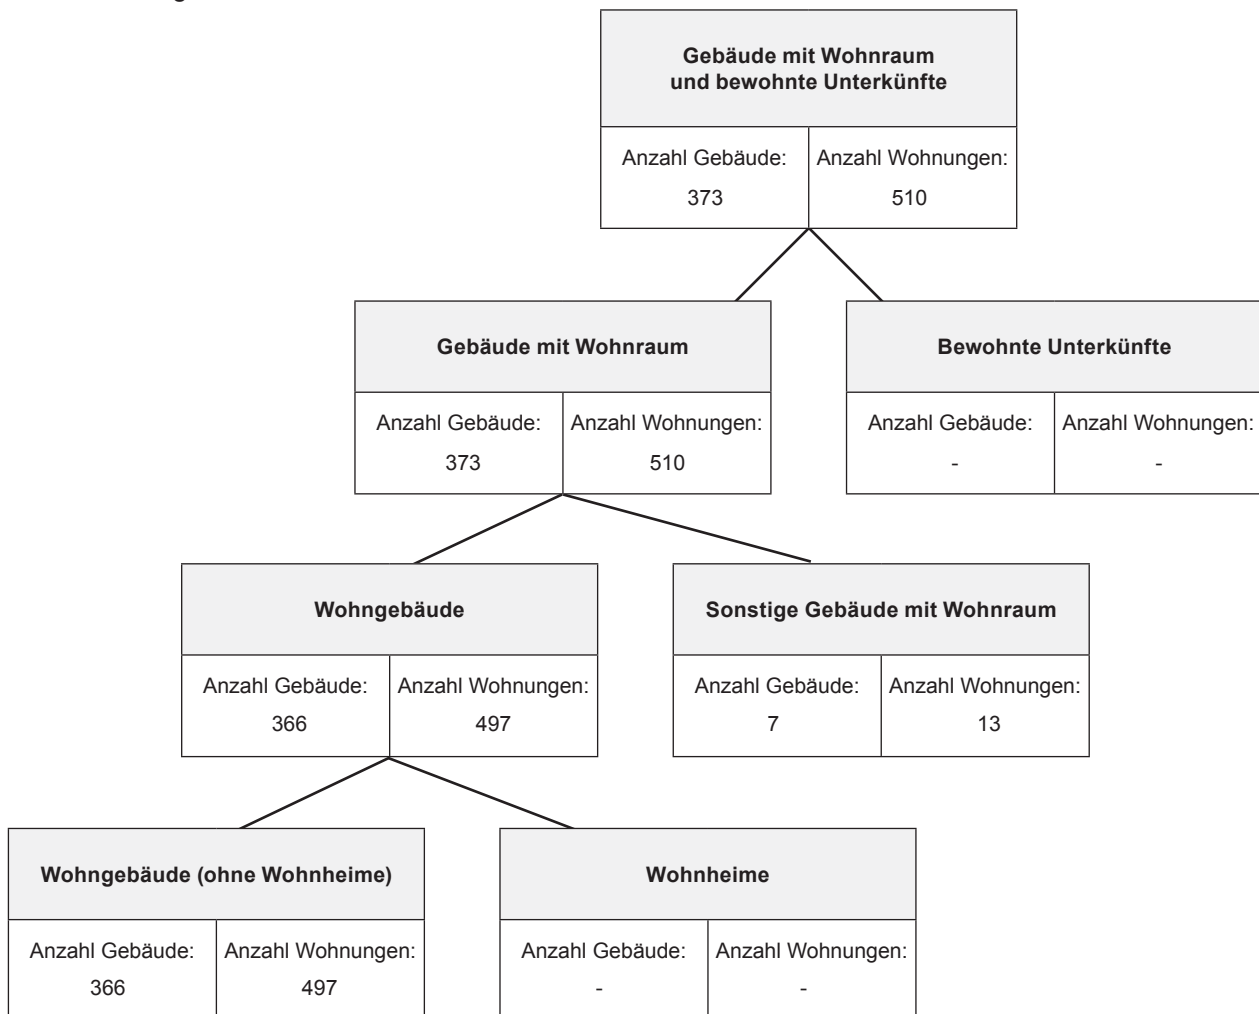 Gebäude mit Wohnraum
und bewohnte Unterkünfte
Anzahl Gebäude: Anzahl Wohnungen:
373 510
Gebäude mit Wohnraum
Anzahl Gebäude: Anzahl Wohnungen:
373 510
Bewohnte Unterkünfte
Anzahl Gebäude: Anzahl Wohnungen:
- -
Wohngebäude
Anzahl Gebäude: Anzahl Wohnungen:
366 497
Sonstige Gebäude mit Wohnraum
Anzahl Gebäude: Anzahl Wohnungen:
7 13
Wohngebäude (ohne Wohnheime)
Anzahl Gebäude: Anzahl Wohnungen:
366 497
Wohnheime
Anzahl Gebäude: Anzahl Wohnungen:
- -